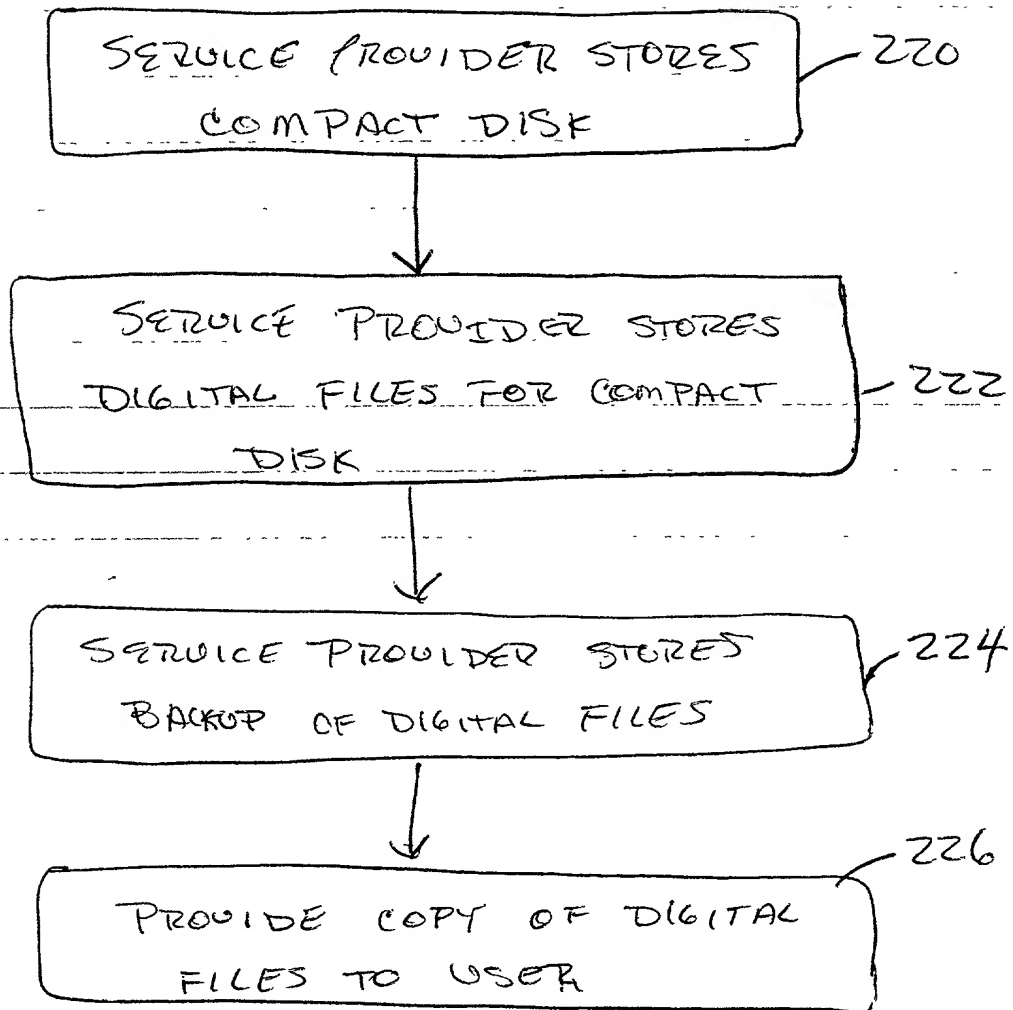 SERVICE PROVIDER STORES
COMPACT DISK
220
SERVICE PROVIDER STORES
DIGITAL FILES FOR COMPACT
DISK
222
SERVICE PROVIDER STORES
BACKUP OF DIGITAL FILES
224
226
PROVIDE COPY OF DIGITAL
FILES TO USER